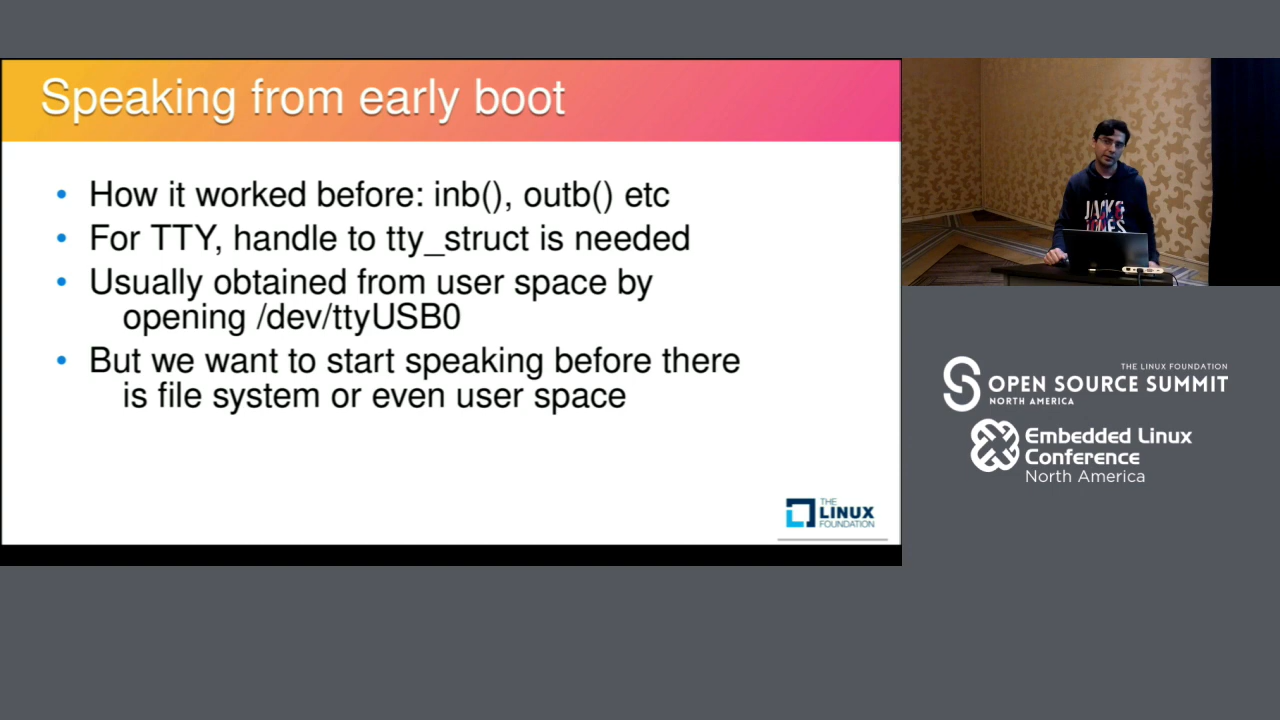 Speaking from early boot
• How it worked before: inb(), outb() etc
• For TTY, handle to tty_struct is needed
• Usually obtained from user space by
opening /dev/ttyUSB0
• But we want to start speaking before there
is file system or even user space
THE
LINUX
FOUNDATION
JACK &
JONES
THE LINUX FOUNDATION
OPEN SOURCE SUMMIT
NORTH AMERICA
Embedded Linux
Conference
North America